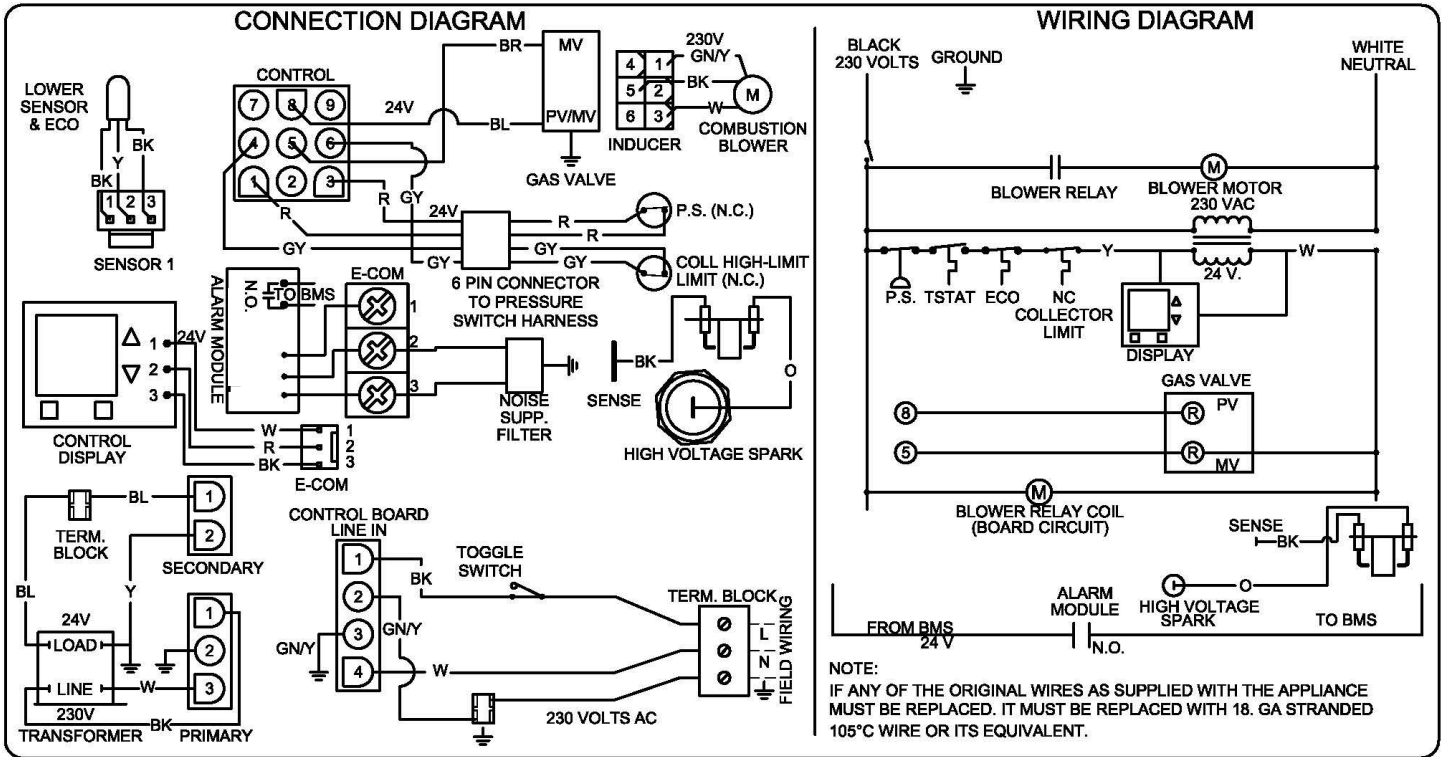 CONNECTION DIAGRAM
LOWER
SENSOR
& ECO
BK
Y
BK
1 2 3
SENSOR 1
CONTROL
7 8 9
4 5 6
1 2 3
24V
BR
BL
MV
PV/MV
GAS VALVE
230V
GN/Y
BK
W
4 1
5 2
6 3
INDUCER
M
COMBUSTION
BLOWER
R
GY
R
GY
24V
GY
R
R
GY
GY
P.S. (N.C.)
COLL HIGH-LIMIT
LIMIT (N.C.)
6 PIN CONNECTOR
TO PRESSURE
SWITCH HARNESS
ALARM MODULE
N.O.
TO BMS
E-COM
1
2
3
NOISE
SUPP.
FILTER
SENSE
BK
O
HIGH VOLTAGE SPARK
1 24V
2
3
CONTROL
DISPLAY
W
R
BK
1
2
3
E-COM
BL
TERM.
BLOCK
1
2
SECONDARY
BL
Y
24V
LOAD
LINE
230V
TRANSFORMER
W
BK
1
2
3
PRIMARY
CONTROL BOARD
LINE IN
1
2
3
4
BK
GN/Y
GN/Y
W
TOGGLE
SWITCH
TERM. BLOCK
L
N
FIELD WIRING
230 VOLTS AC
WIRING DIAGRAM
BLACK
230 VOLTS
GROUND
WHITE
NEUTRAL
BLOWER RELAY
M
BLOWER MOTOR
230 VAC
Y
W
24 V.
P.S.
TSTAT
ECO
NC
COLLECTOR
LIMIT
DISPLAY
GAS VALVE
8
R
PV
5
R
MV
M
BLOWER RELAY COIL
(BOARD CIRCUIT)
SENSE
BK
O
HIGH VOLTAGE
SPARK
ALARM
MODULE
FROM BMS
24 V
N.O.
TO BMS
NOTE:
IF ANY OF THE ORIGINAL WIRES AS SUPPLIED WITH THE APPLIANCE
MUST BE REPLACED. IT MUST BE REPLACED WITH 18. GA STRANDED
105°C WIRE OR ITS EQUIVALENT.